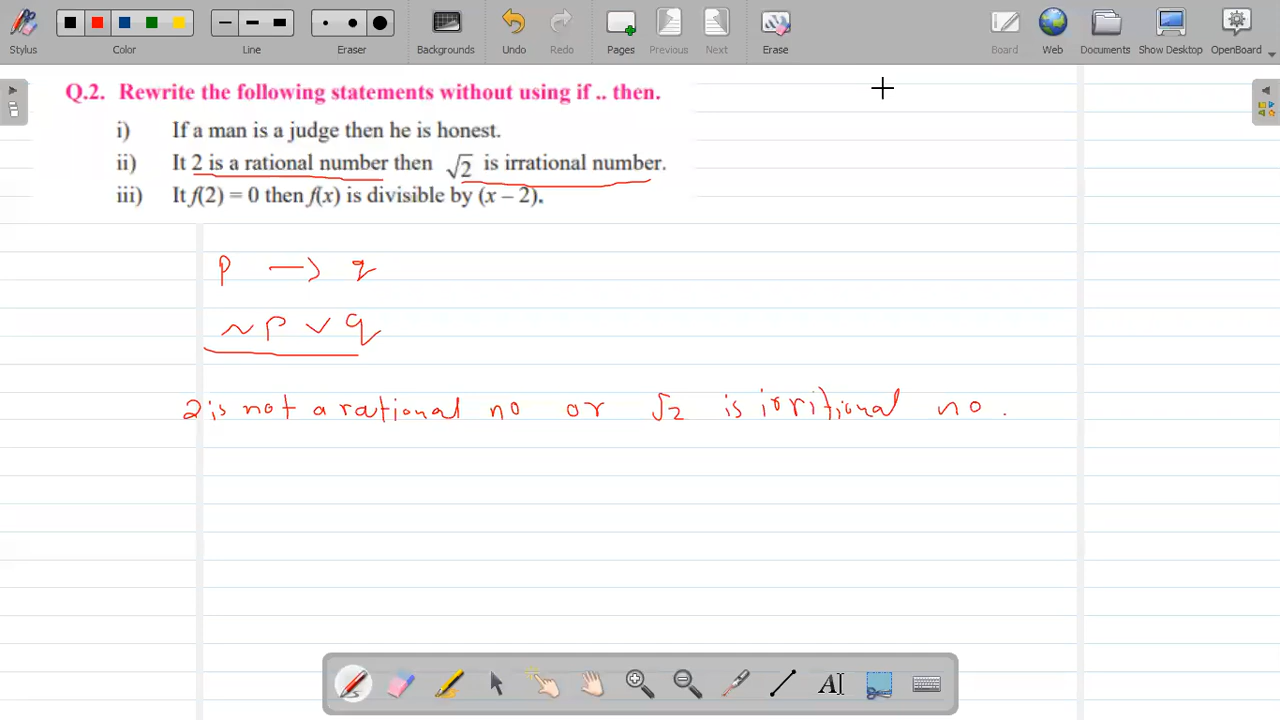 Stylus Color Line Eraser Backgrounds Undo Redo Pages Previous Next Erase Board Web Documents Show Desktop OpenBoard
Q.2. Rewrite the following statements without using if .. then.
i) If a man is a judge then he is honest.
ii) It 2 is a rational number then √2 is irrational number.
iii) It f(2) = 0 then f(x) is divisible by (x – 2).
p → q
~p ∨ q
2 is not a rational no or √2 is irritional no.
AI